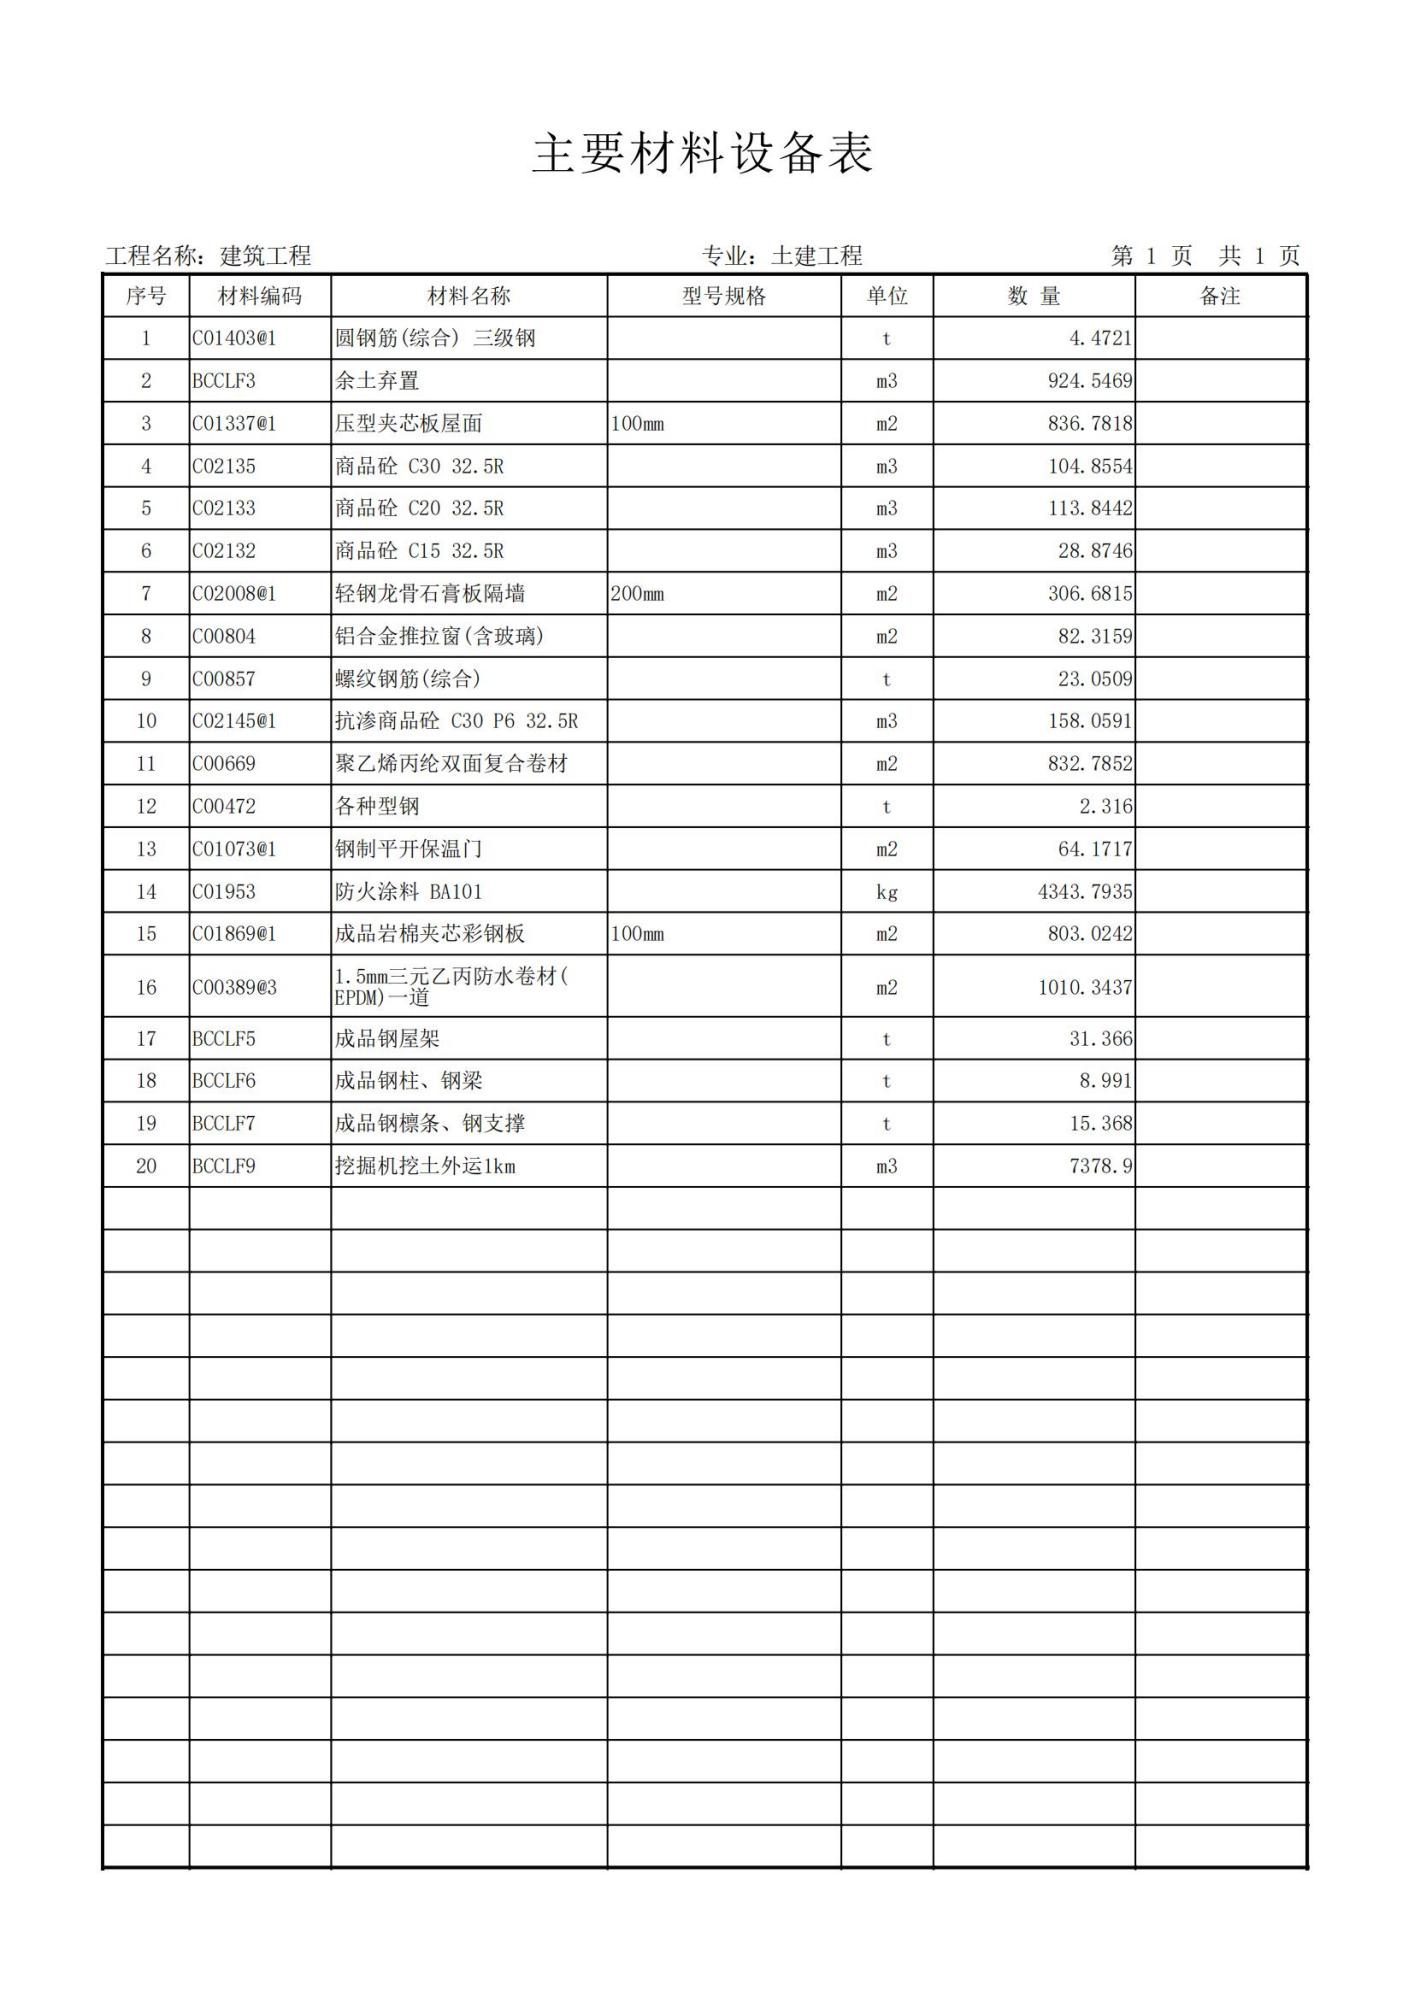 主要材料设备表
工程名称：建筑工程 专业：土建工程 第 1 页 共 1 页
序号 材料编码 材料名称 型号规格 单位 数 量 备注
1 C01403@1 圆钢筋(综合) 三级钢 t 4.4721
2 BCCLF3 余土弃置 m3 924.5469
3 C01337@1 压型夹芯板屋面 100mm m2 836.7818
4 C02135 商品砼 C30 32.5R m3 104.8554
5 C02133 商品砼 C20 32.5R m3 113.8442
6 C02132 商品砼 C15 32.5R m3 28.8746
7 C02008@1 轻钢龙骨石膏板隔墙 200mm m2 306.6815
8 C00804 铝合金推拉窗(含玻璃) m2 82.3159
9 C00857 螺纹钢筋(综合) t 23.0509
10 C02145@1 抗渗商品砼 C30 P6 32.5R m3 158.0591
11 C00669 聚乙烯丙纶双面复合卷材 m2 832.7852
12 C00472 各种型钢 t 2.316
13 C01073@1 钢制平开保温门 m2 64.1717
14 C01953 防火涂料 BA101 kg 4343.7935
15 C01869@1 成品岩棉夹芯彩钢板 100mm m2 803.0242
16 C00389@3 1.5mm三元乙丙防水卷材(
EPDM)一道 m2 1010.3437
17 BCCLF5 成品钢屋架 t 31.366
18 BCCLF6 成品钢柱、钢梁 t 8.991
19 BCCLF7 成品钢檩条、钢支撑 t 15.368
20 BCCLF9 挖掘机挖土外运1km m3 7378.9